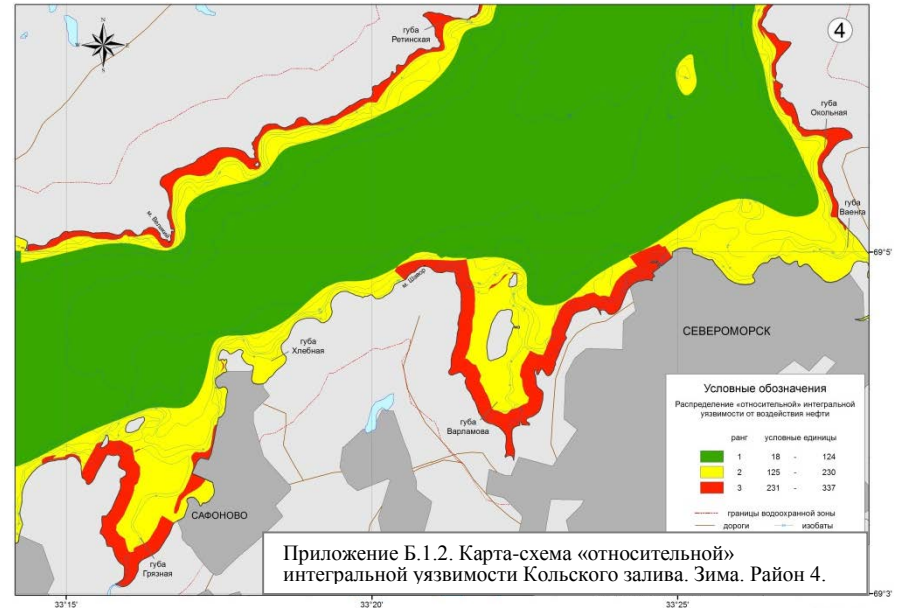 4
N
W
E
S
губа
Ретинская
губа
Окольная
губа
Ваенга
м. Великий
69°5'
м. Шавор
СЕВЕРОМОРСК
губа
Хлебная
губа
Варламова
САФОНОВО
губа
Грязная
Условные обозначения
Распределение «относительной» интегральной
уязвимости от воздействия нефти
ранг условные единицы
1 18 - 124
2 125 - 230
3 231 - 337
границы водоохранной зоны
дороги изобаты
Приложение Б.1.2. Карта-схема «относительной»
интегральной уязвимости Кольского залива. Зима. Район 4.
69°3'
33°15' 33°20' 33°25'